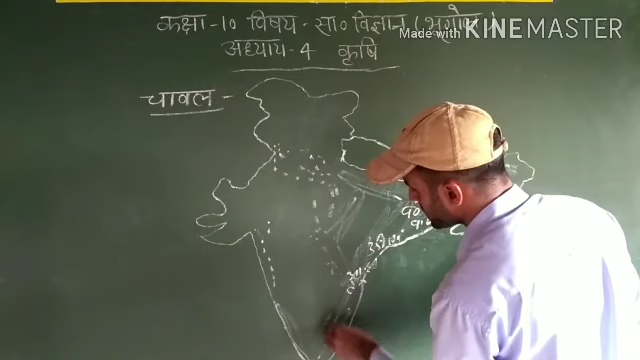 कक्षा-10 विषय-सा० विज्ञान (भूगोल)
Made with KINEMASTER
अध्याय-4 कृषि
चावल -